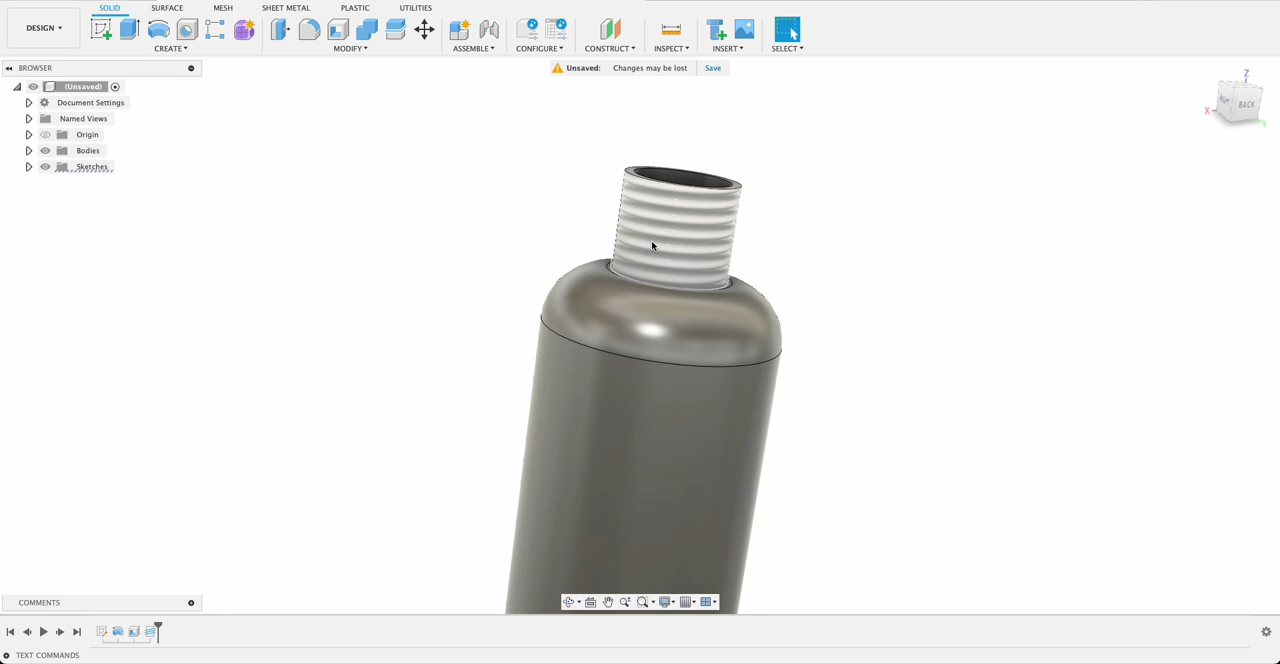 SOLID SURFACE MESH SHEET METAL PLASTIC UTILITIES
DESIGN
CREATE MODIFY ASSEMBLE CONFIGURE CONSTRUCT INSPECT INSERT SELECT
BROWSER
Unsaved: Changes may be lost Save
(Unsaved)
Document Settings
Named Views
Origin
Bodies
Sketches
Z
X
BACK
COMMENTS
TEXT COMMANDS